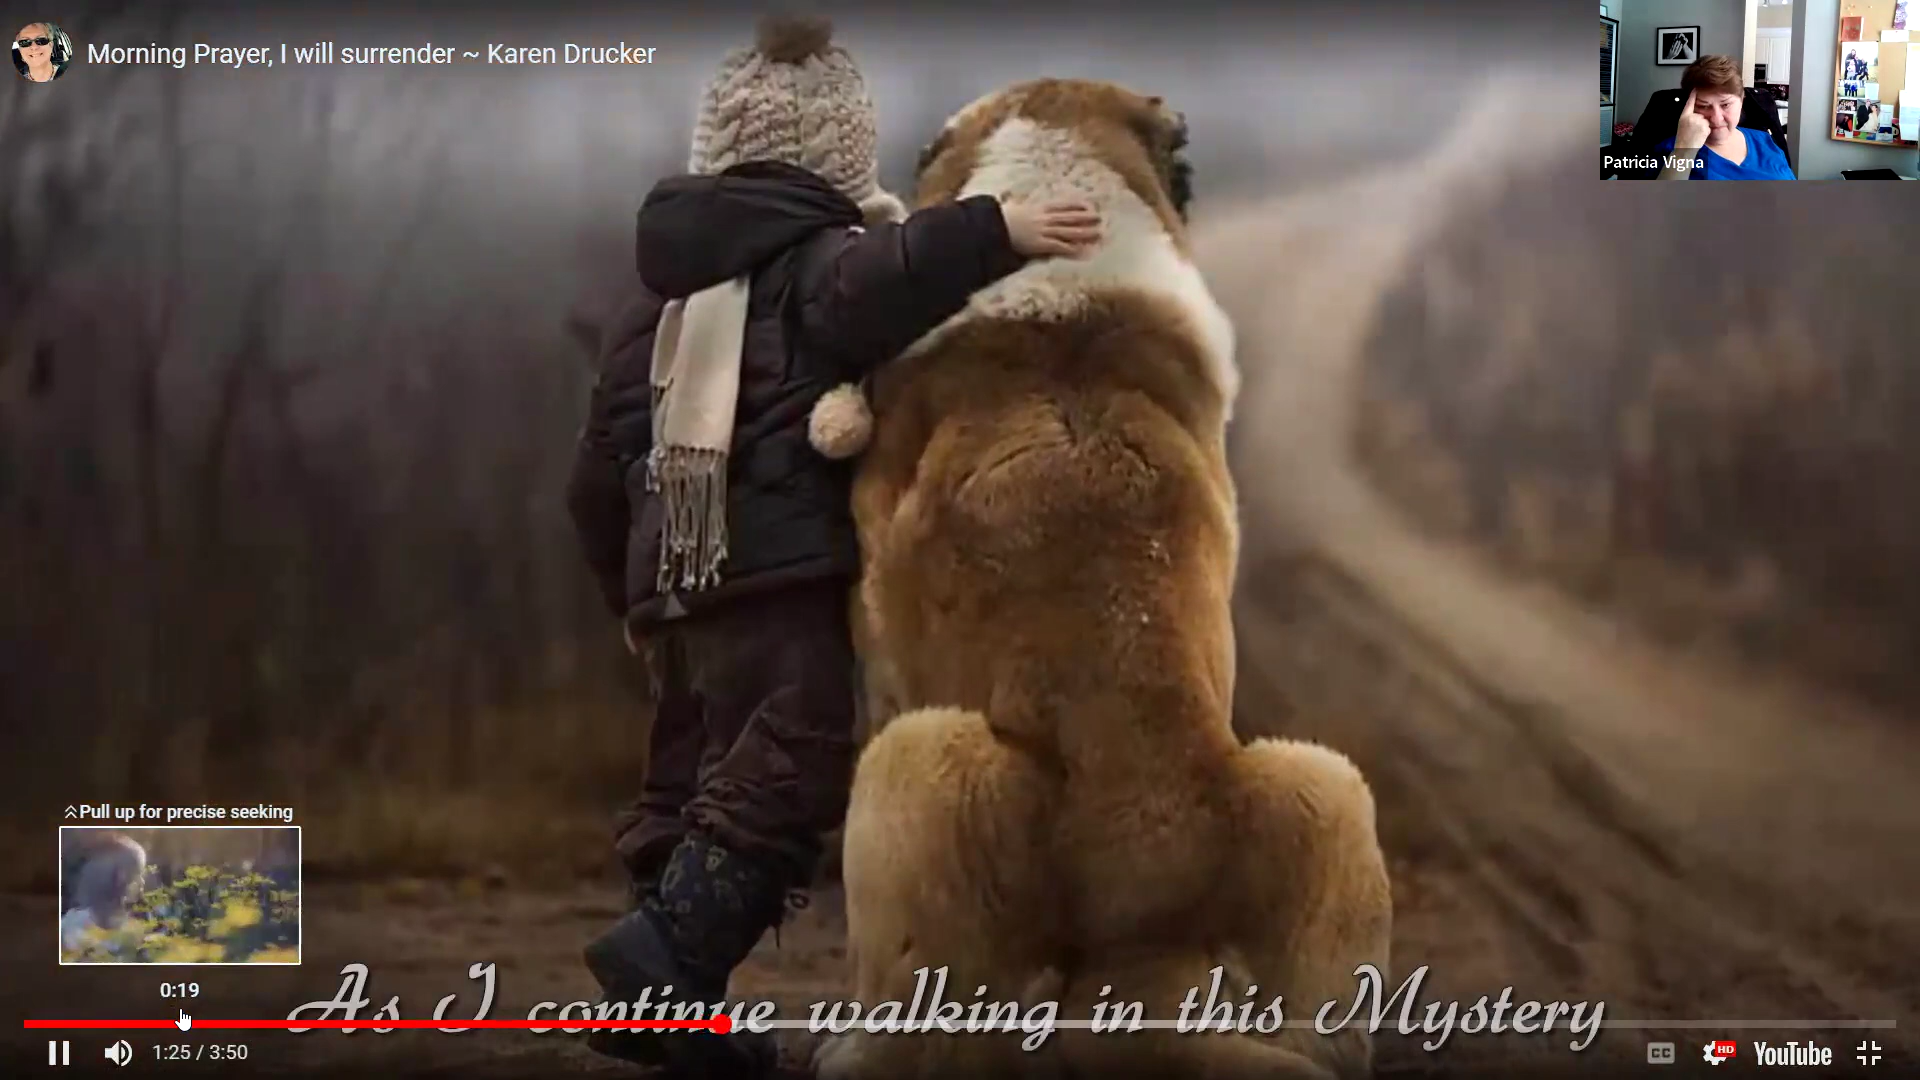 Morning Prayer, I will surrender ~ Karen Drucker
Patricia Vigna
Pull up for precise seeking
0:19
As I continue walking in this Mystery
1:25 / 3:50
CC
HD
YouTube